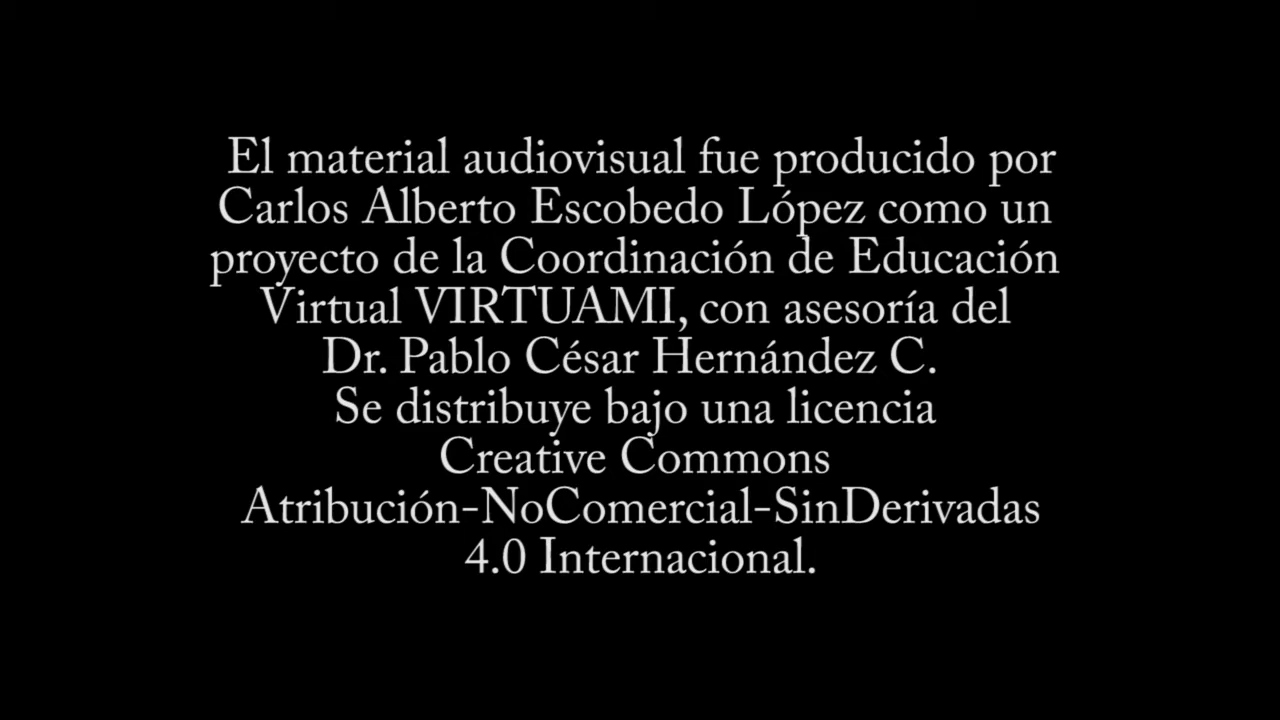 El material audiovisual fue producido por
Carlos Alberto Escobedo López como un
proyecto de la Coordinación de Educación
Virtual VIRTUAMI, con asesoría del
Dr. Pablo César Hernández C.
Se distribuye bajo una licencia
Creative Commons
Atribución-NoComercial-SinDerivadas
4.0 Internacional.